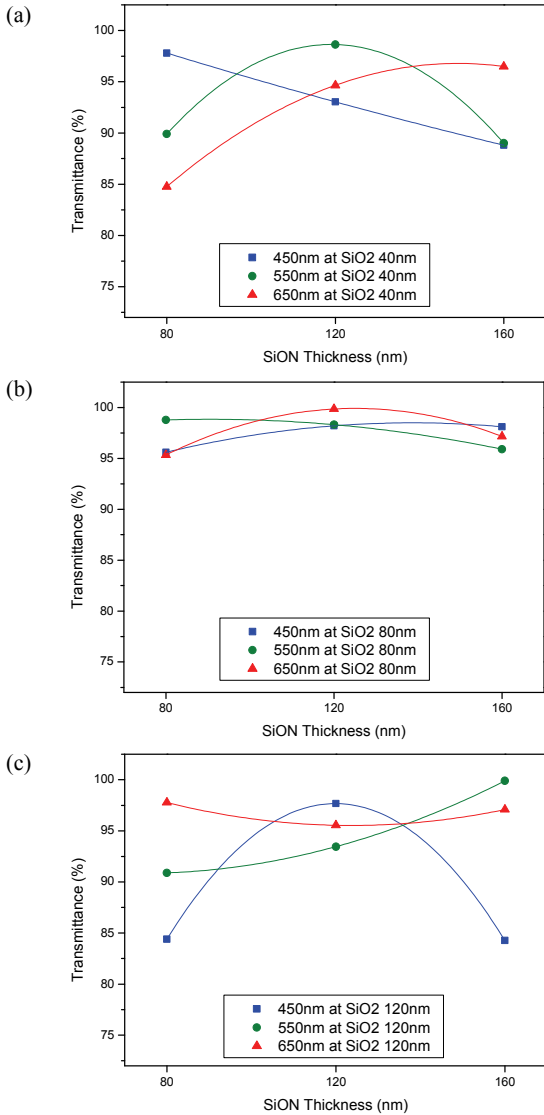 (a)
100
95
90
85
80
75
Transmittance (%)
450nm at SiO2 40nm
550nm at SiO2 40nm
650nm at SiO2 40nm
80 120 160
SiON Thickness (nm)
(b)
100
95
90
85
80
75
Transmittance (%)
450nm at SiO2 80nm
550nm at SiO2 80nm
650nm at SiO2 80nm
80 120 160
SiON Thickness (nm)
(c)
100
95
90
85
80
75
Transmittance (%)
450nm at SiO2 120nm
550nm at SiO2 120nm
650nm at SiO2 120nm
80 120 160
SiON Thickness (nm)